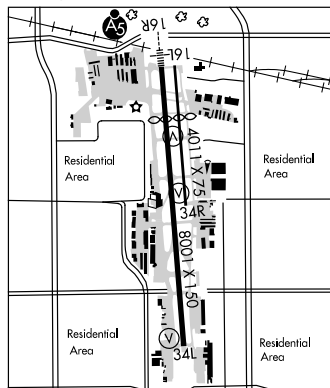 A5
16R
16L
4011 X 75
Residential
Area
Residential
Area
V
V
34R
8001 X 150
Residential
Area
Residential
Area
V
34L